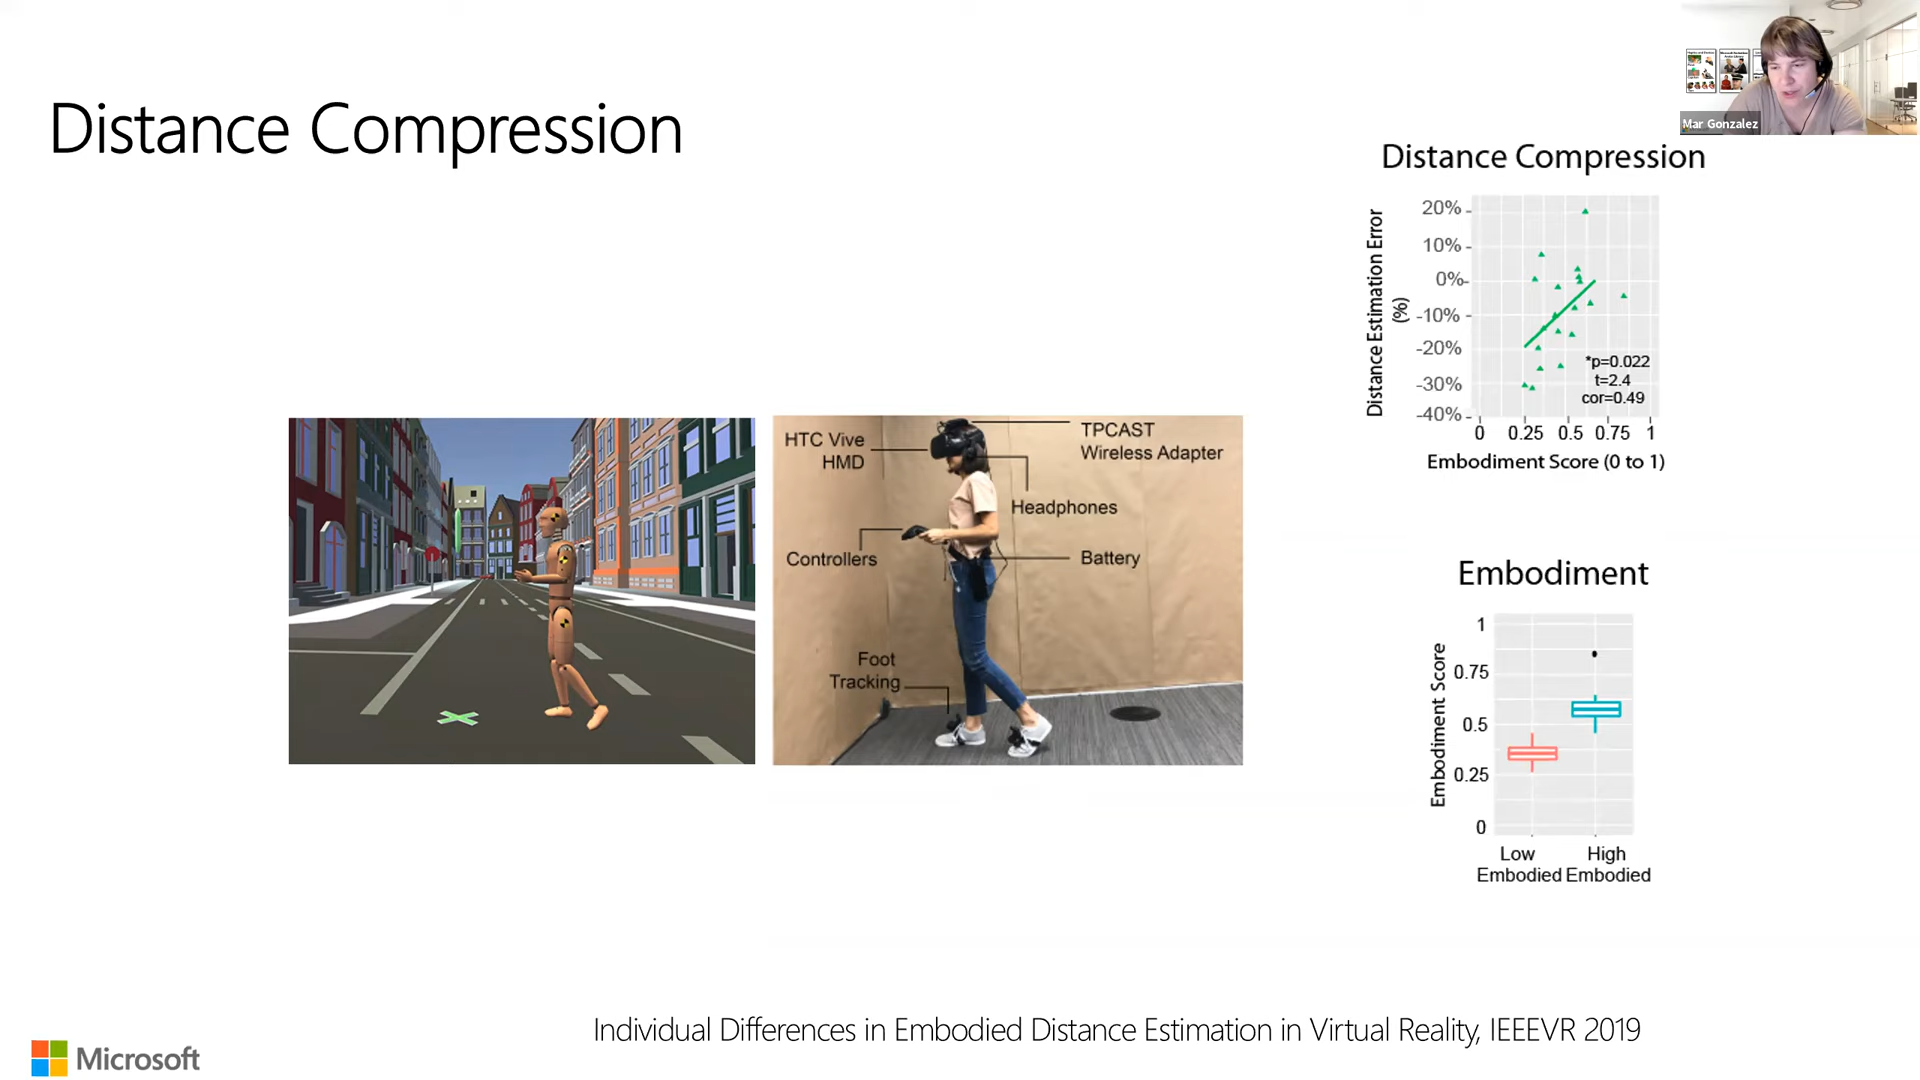 Mar Gonzalez
Distance Compression
Distance Compression
Distance Estimation Error
(%)
20%
10%
0%
-10%
-20%
-30%
-40%
*p=0.022
t=2.4
cor=0.49
0 0.25 0.5 0.75 1
Embodiment Score (0 to 1)
HTC Vive
HMD
TPCAST
Wireless Adapter
Headphones
Controllers
Battery
Foot
Tracking
Embodiment
Embodiment Score
1
0.75
0.5
0.25
0
Low
Embodied
High
Embodied
Individual Differences in Embodied Distance Estimation in Virtual Reality, IEEEVR 2019
Microsoft